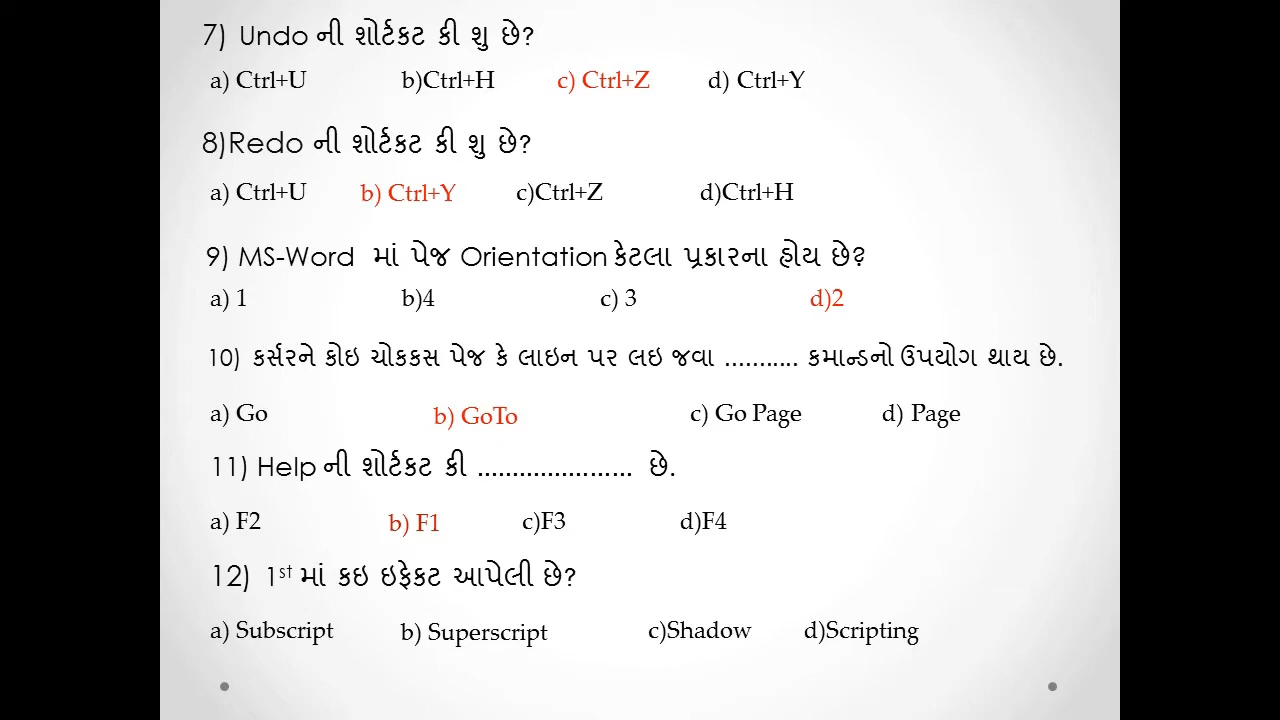 7) Undo ની શોર્ટકટ કી શુ છે?
a) Ctrl+U b)Ctrl+H c) Ctrl+Z d) Ctrl+Y
8)Redo ની શોર્ટકટ કી શુ છે?
a) Ctrl+U b) Ctrl+Y c)Ctrl+Z d)Ctrl+H
9) MS-Word માં પેજ Orientation કેટલા પ્રકારના હોય છે?
a) 1 b)4 c) 3 d)2
10) કર્સરને કોઇ ચોકકસ પેજ કે લાઇન પર લઇ જવા ........... કમાન્ડનો ઉપયોગ થાય છે.
a) Go b) GoTo c) Go Page d) Page
11) Help ની શોર્ટકટ કી ...................... છે.
a) F2 b) F1 c)F3 d)F4
12) 1st માં કઇ ઇફેકટ આપેલી છે?
a) Subscript b) Superscript c)Shadow d)Scripting